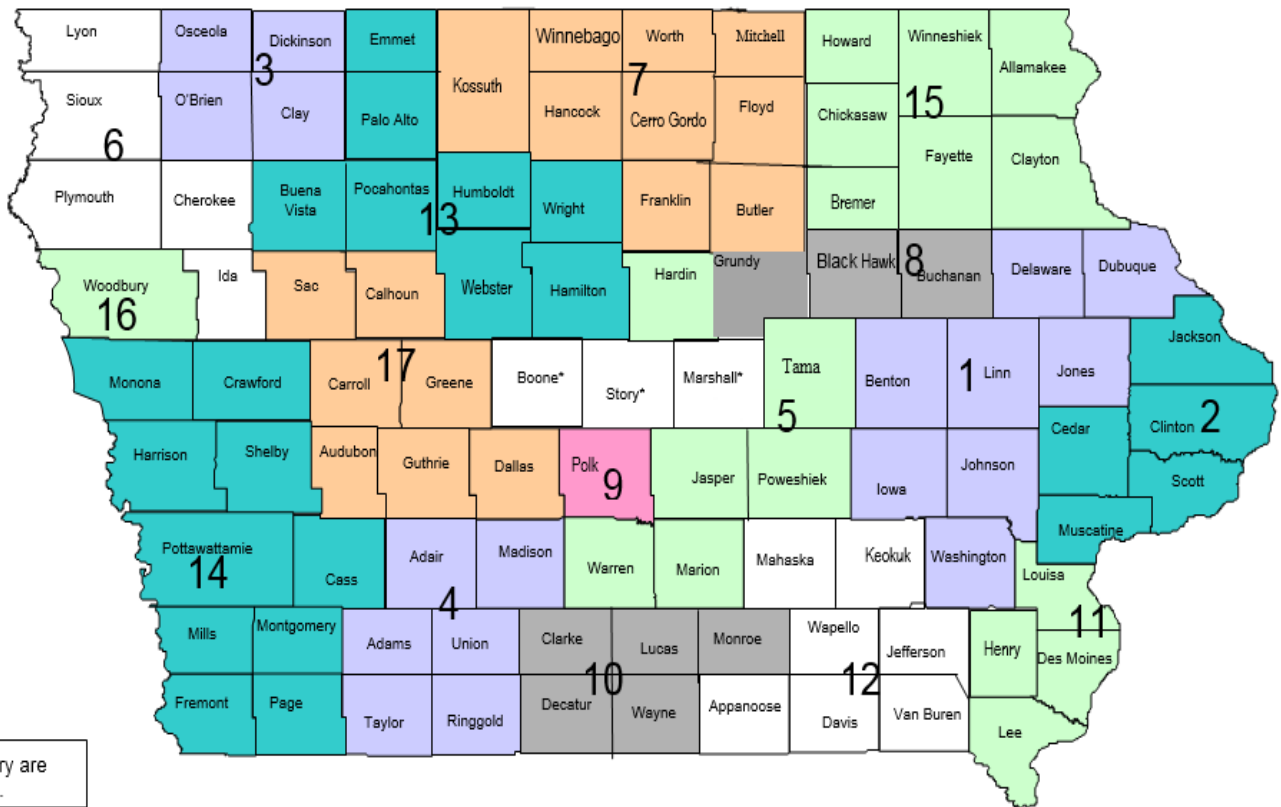 Lyon
Osceola
Dickinson
Emmet
Winnebago
Worth
Mitchell
Howard
Winneshiek
Allamakee
3
7
Kossuth
Sioux
O'Brien
Clay
Palo Alto
Hancock
Cerro Gordo
Floyd
Chickasaw
15
6
Fayette
Clayton
Plymouth
Cherokee
Buena
Vista
Pocahontas
13
Humboldt
Wright
Franklin
Butler
Bremer
Woodbury
16
Ida
Sac
Calhoun
Webster
Hamilton
Hardin
Grundy
Black Hawk
8
Buchanan
Delaware
Dubuque
Monona
Crawford
Carroll
17
Greene
Boone*
Story*
Marshall*
Tama
5
Benton
1
Linn
Jones
Jackson
Harrison
Shelby
Audubon
Guthrie
Dallas
Polk
9
Jasper
Poweshiek
Iowa
Johnson
Cedar
Clinton
2
Scott
Muscatine
Pottawattamie
14
Cass
Adair
Madison
4
Warren
Marion
Mahaska
Keokuk
Washington
Louisa
11
Mills
Montgomery
Adams
Union
Clarke
Lucas
10
Monroe
Wapello
12
Jefferson
Henry
Des Moines
Fremont
Page
Taylor
Ringgold
Decatur
Wayne
Appanoose
Davis
Van Buren
Lee
ry are
.